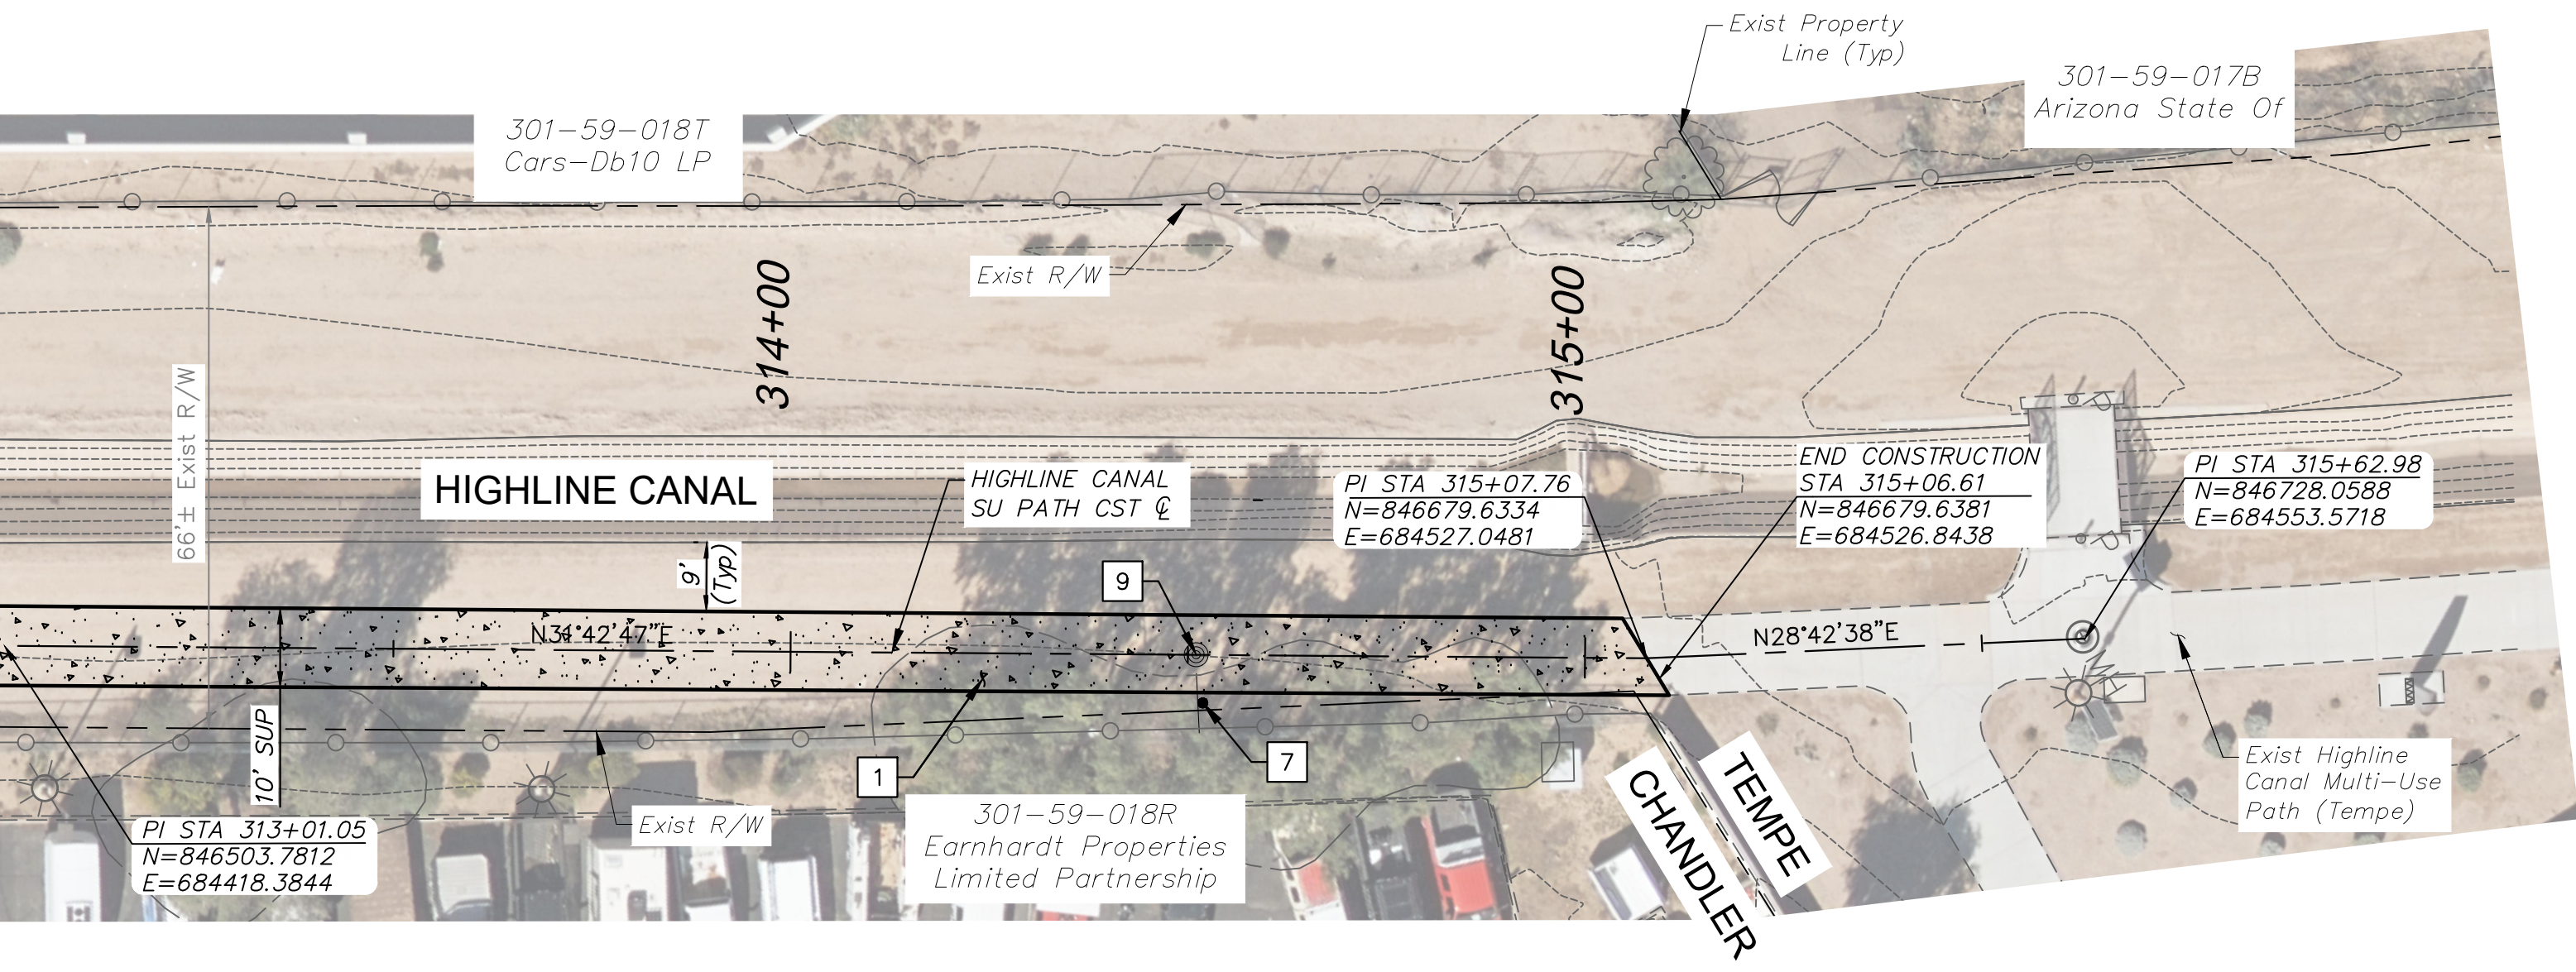 Exist Property
Line (Typ)
301-59-017B
Arizona State Of
301-59-018T
Cars-Db10 LP
Exist R/W
314+00
315+00
66'± Exist R/W
HIGHLINE CANAL
HIGHLINE CANAL
SU PATH CST ℄
PI STA 315+07.76
N=846679.6334
E=684527.0481
END CONSTRUCTION
STA 315+06.61
N=846679.6381
E=684526.8438
PI STA 315+62.98
N=846728.0588
E=684553.5718
9'
(Typ)
9
N31°42'47"E
N28°42'38"E
10' SUP
1
7
Exist R/W
301-59-018R
Earnhardt Properties
Limited Partnership
PI STA 313+01.05
N=846503.7812
E=684418.3844
TEMPE
CHANDLER
Exist Highline
Canal Multi-Use
Path (Tempe)